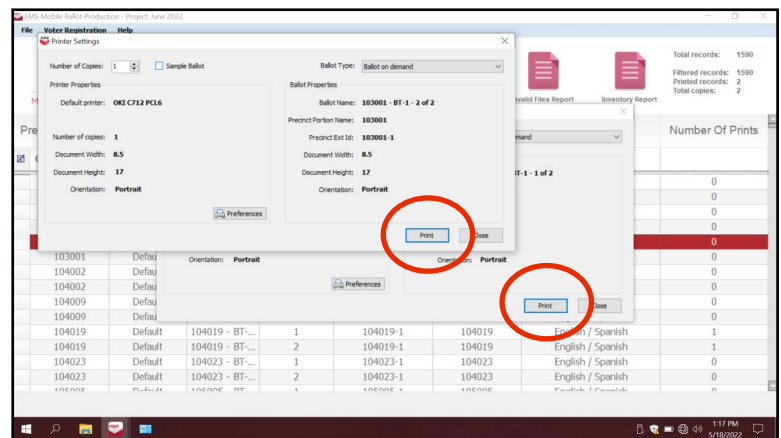 EMS Mobile Ballot Production - Project: June 2022
File Voter Registration Help
Printer Settings
Number of Copies: 1 Sample Ballot Ballot Type: Ballot on demand
Printer Properties Ballot Properties
Default printer: OKI C712 PCL6 Ballot Name: 103001 - BT-1 - 2 of 2
Precinct Portion Name: 103001
Number of copies: 1 Precinct Ext Id: 103001-1
Document Width: 8.5 Document Width: 8.5
Document Height: 17 Document Height: 17
Orientation: Portrait Orientation: Portrait
Preferences
Print Close
Total records: 1590
Filtered records: 1590
Printed records: 2
Total copies: 2
valid Files Report Inventory Report
M
Pre Number Of Prints
mand
BT-1 - 1 of 2
0
0
0
0
0
103001 Defau 0
104002 Defau 0
104002 Defau 0
104009 Defau 0
104009 Defau 0
Orientation: Portrait Orientation: Portrait
Preferences
Print Close
104019 Default 104019 - BT-... 1 104019-1 104019 English / Spanish 1
104019 Default 104019 - BT-... 2 104019-1 104019 English / Spanish 1
104023 Default 104023 - BT-... 1 104023-1 104023 English / Spanish 0
104023 Default 104023 - BT-... 2 104023-1 104023 English / Spanish 0
1:17 PM
5/18/2022